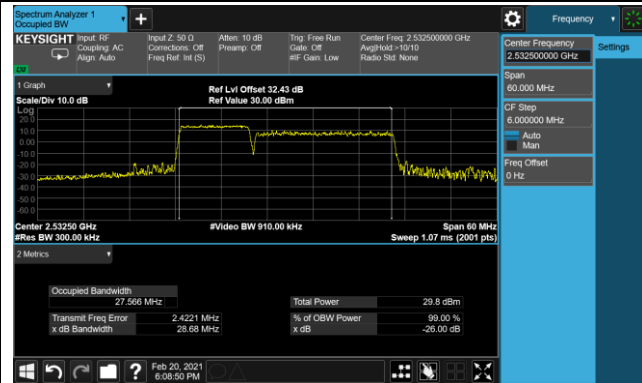 Spectrum Analyzer 1
Occupied BW
Frequency
KEYSIGHT
Input: RF
Coupling: AC
Align: Auto
Input Z: 50 Ω
Corrections: Off
Freq Ref: Int (S)
Atten: 10 dB
Preamp: Off
Trig: Free Run
Gate: Off
#IF Gain: Low
Center Freq: 2.532500000 GHz
Avg|Hold:>10/10
Radio Std: None
LXI
Center Frequency
2.532500000 GHz
Settings
Span
60.000 MHz
CF Step
6.000000 MHz
Auto
Man
Freq Offset
0 Hz
1 Graph
Scale/Div 10.0 dB
Ref Lvl Offset 32.43 dB
Ref Value 30.00 dBm
Log
20.0
10.0
0.00
-10.0
-20.0
-30.0
-40.0
-50.0
-60.0
Center 2.53250 GHz
#Res BW 300.00 kHz
#Video BW 910.00 kHz
Span 60 MHz
Sweep 1.07 ms (2001 pts)
2 Metrics
Occupied Bandwidth
27.566 MHz
Total Power 29.8 dBm
Transmit Freq Error 2.4221 MHz
% of OBW Power 99.00 %
x dB Bandwidth 28.68 MHz
x dB -26.00 dB
?
Feb 20, 2021
6:08:50 PM